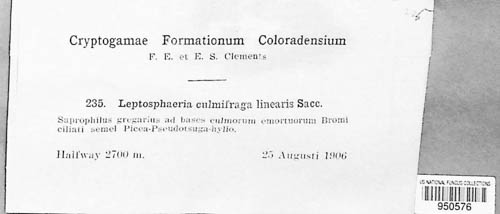 Cryptogamae Formationum Coloradensium
F. E. et E. S. Clements
235. Leptosphaeria culmifraga linearis Sacc.
Saprophilus gregarius ad bases culmorum emortuorum Bromi
ciliati semel Picea-Pseudotsuga-hylio.
Halfway 2700 m. 25 Augusti 1906
US NATIONAL FUNGUS COLLECTIONS
950576